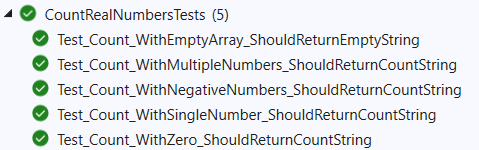 CountRealNumbersTests (5)
Test_Count_WithEmptyArray_ShouldReturnEmptyString
Test_Count_WithMultipleNumbers_ShouldReturnCountString
Test_Count_WithNegativeNumbers_ShouldReturnCountString
Test_Count_WithSingleNumber_ShouldReturnCountString
Test_Count_WithZero_ShouldReturnCountString